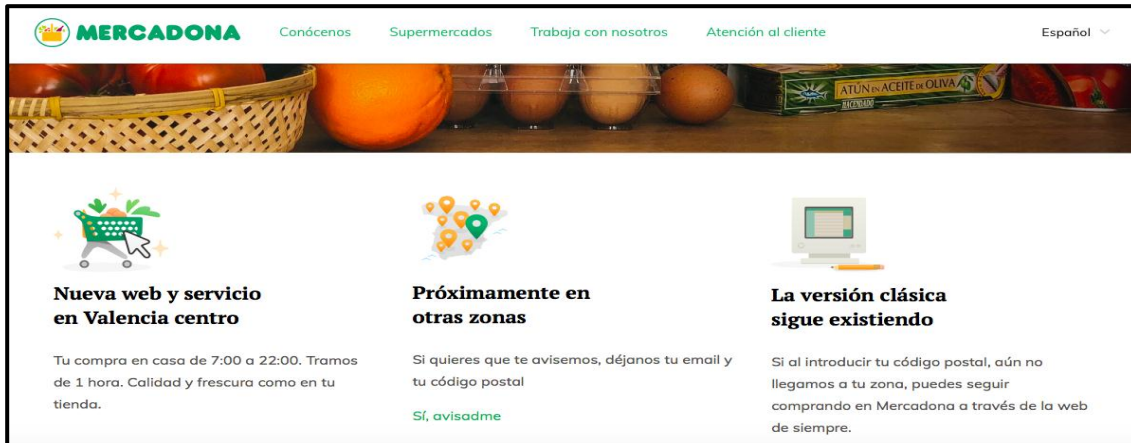 MERCADONA
Conócenos
Supermercados
Trabaja con nosotros
Atención al cliente
Español
ATÚN EN ACEITE DE OLIVA
HACENDADO
Nueva web y servicio
en Valencia centro
Tu compra en casa de 7:00 a 22:00. Tramos
de 1 hora. Calidad y frescura como en tu
tienda.
Próximamente en
otras zonas
Si quieres que te avisemos, déjanos tu email y
tu código postal
Sí, avisadme
La versión clásica
sigue existiendo
Si al introducir tu código postal, aún no
llegamos a tu zona, puedes seguir
comprando en Mercadona a través de la web
de siempre.